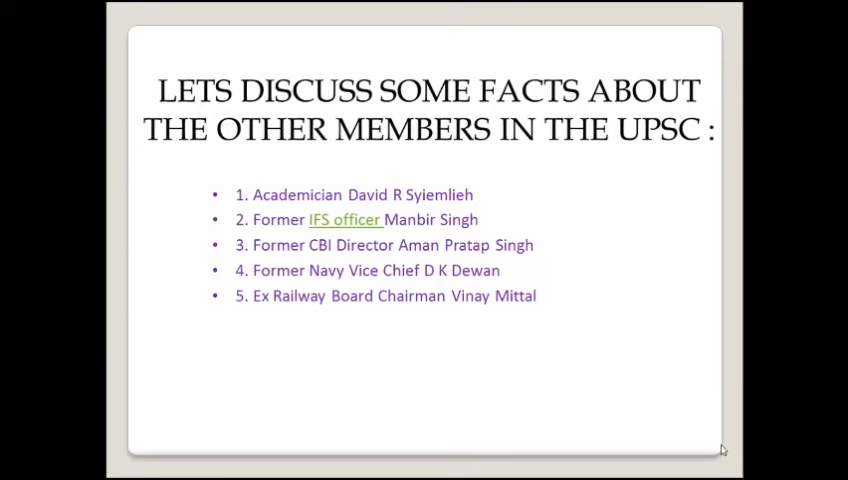 LETS DISCUSS SOME FACTS ABOUT
THE OTHER MEMBERS IN THE UPSC :
• 1. Academician David R Syiemlieh
• 2. Former IFS officer Manbir Singh
• 3. Former CBI Director Aman Pratap Singh
• 4. Former Navy Vice Chief D K Dewan
• 5. Ex Railway Board Chairman Vinay Mittal